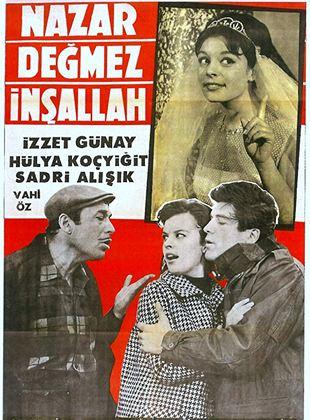 NAZAR
DEĞMEZ
İNŞALLAH
İZZET GÜNAY
HÜLYA KOÇYİĞİT
SADRİ ALIŞIK
VAHİ
ÖZ